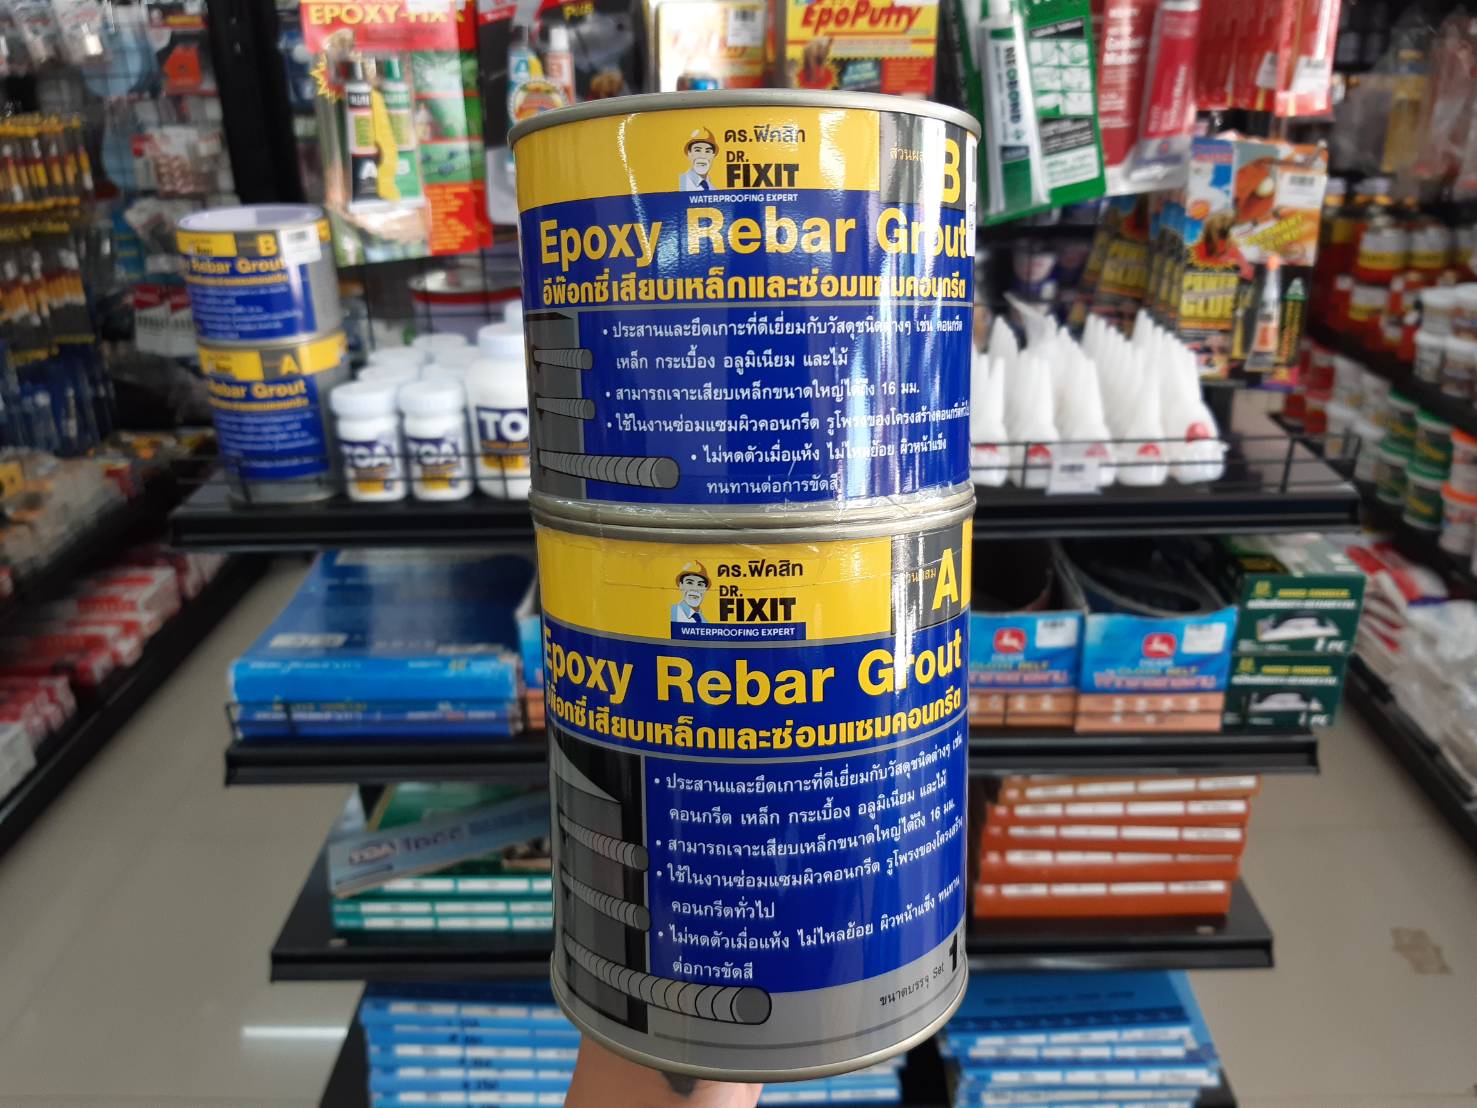 EPOXY-FIX
EpoPutty
ดร.ฟิคสิท
DR.
FIXIT
WATERPROOFING EXPERT
B
Epoxy Rebar Grout
อีพ๊อกซี่เสียบเหล็กและซ่อมแซมคอนกรีต
• ประสานและยึดเกาะที่ดีเยี่ยมกับวัสดุชนิดต่างๆ เช่น คอนกรีต
เหล็ก กระเบื้อง อลูมิเนียม และไม้
• สามารถเจาะเสียบเหล็กขนาดใหญ่ได้ถึง 16 มม.
• ใช้ในงานซ่อมแซมผิวคอนกรีต รูโพรงของโครงสร้างคอนกรีตทั่วไป
• ไม่หดตัวเมื่อแห้ง ไม่ไหลย้อย ผิวหน้าแข็ง
ทนทานต่อการขัดสี
ดร.ฟิคสิท
DR.
FIXIT
WATERPROOFING EXPERT
A
Epoxy Rebar Grout
อีพ๊อกซี่เสียบเหล็กและซ่อมแซมคอนกรีต
• ประสานและยึดเกาะที่ดีเยี่ยมกับวัสดุชนิดต่างๆ เช่น
คอนกรีต เหล็ก กระเบื้อง อลูมิเนียม และไม้
• สามารถเจาะเสียบเหล็กขนาดใหญ่ได้ถึง 16 มม.
• ใช้ในงานซ่อมแซมผิวคอนกรีต รูโพรงของโครงสร้าง
คอนกรีตทั่วไป
• ไม่หดตัวเมื่อแห้ง ไม่ไหลย้อย ผิวหน้าแข็ง ทนทาน
ต่อการขัดสี
ขนาดบรรจุ Set 1
B
Rebar Grout
A
Rebar Grout
TOA
TOA
POWER
GLUE